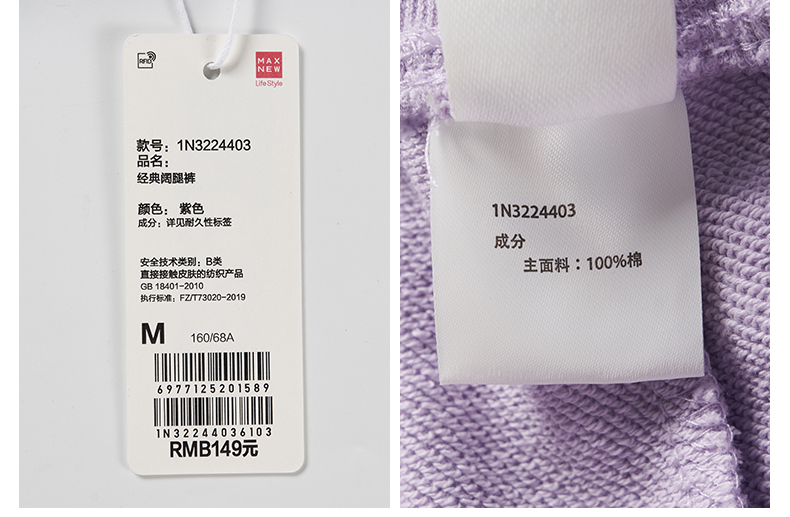 RFID
MAX
NEW
Life Style
款号：1N3224403
品名：
经典阔腿裤
颜色：紫色
成分：详见耐久性标签
安全技术类别：B类
直接接触皮肤的纺织产品
GB 18401-2010
执行标准：FZ/T73020-2019
M 160/68A
6977125201589
1N32244036103
RMB149元
1N3224403
成分
主面料：100%棉